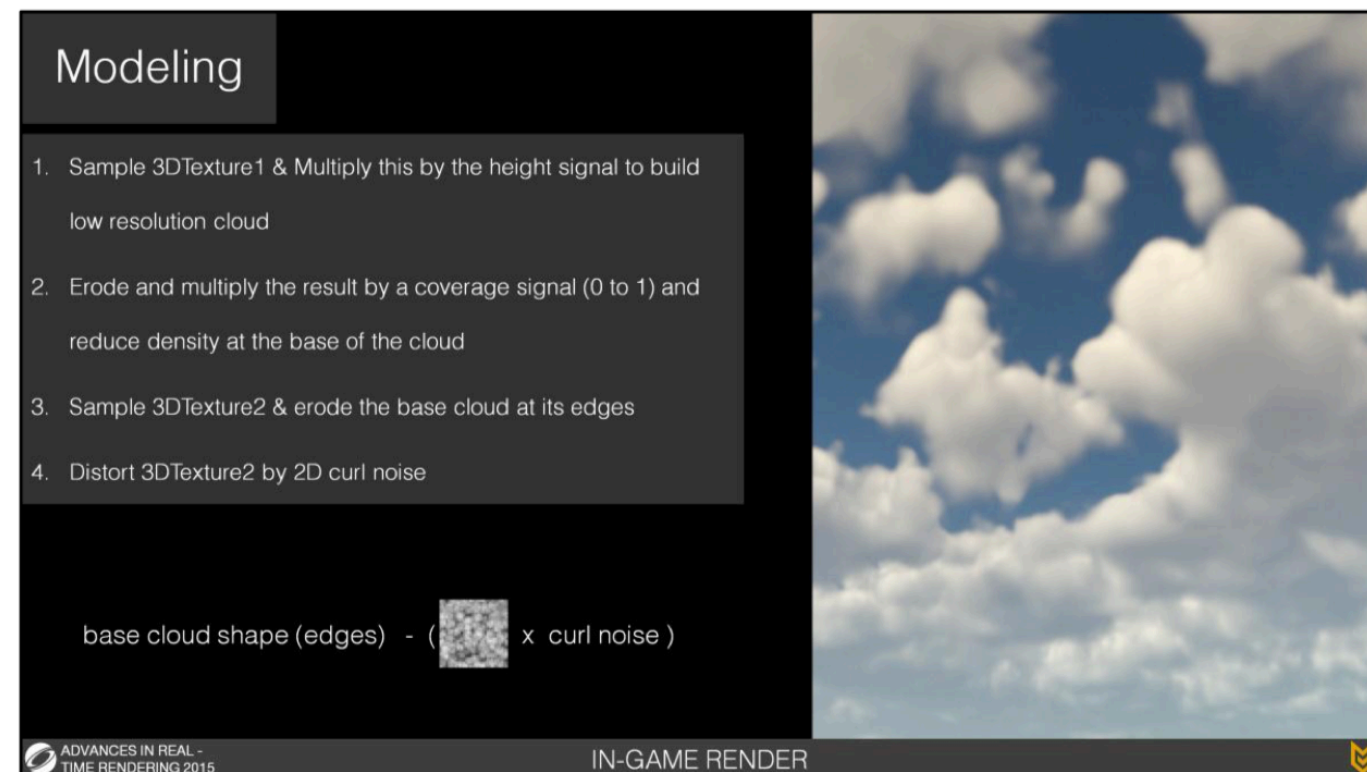 Modeling
1. Sample 3DTexture1 & Multiply this by the height signal to build
low resolution cloud
2. Erode and multiply the result by a coverage signal (0 to 1) and
reduce density at the base of the cloud
3. Sample 3DTexture2 & erode the base cloud at its edges
4. Distort 3DTexture2 by 2D curl noise
base cloud shape (edges) - ( x curl noise )
ADVANCES IN REAL -
TIME RENDERING 2015
IN-GAME RENDER